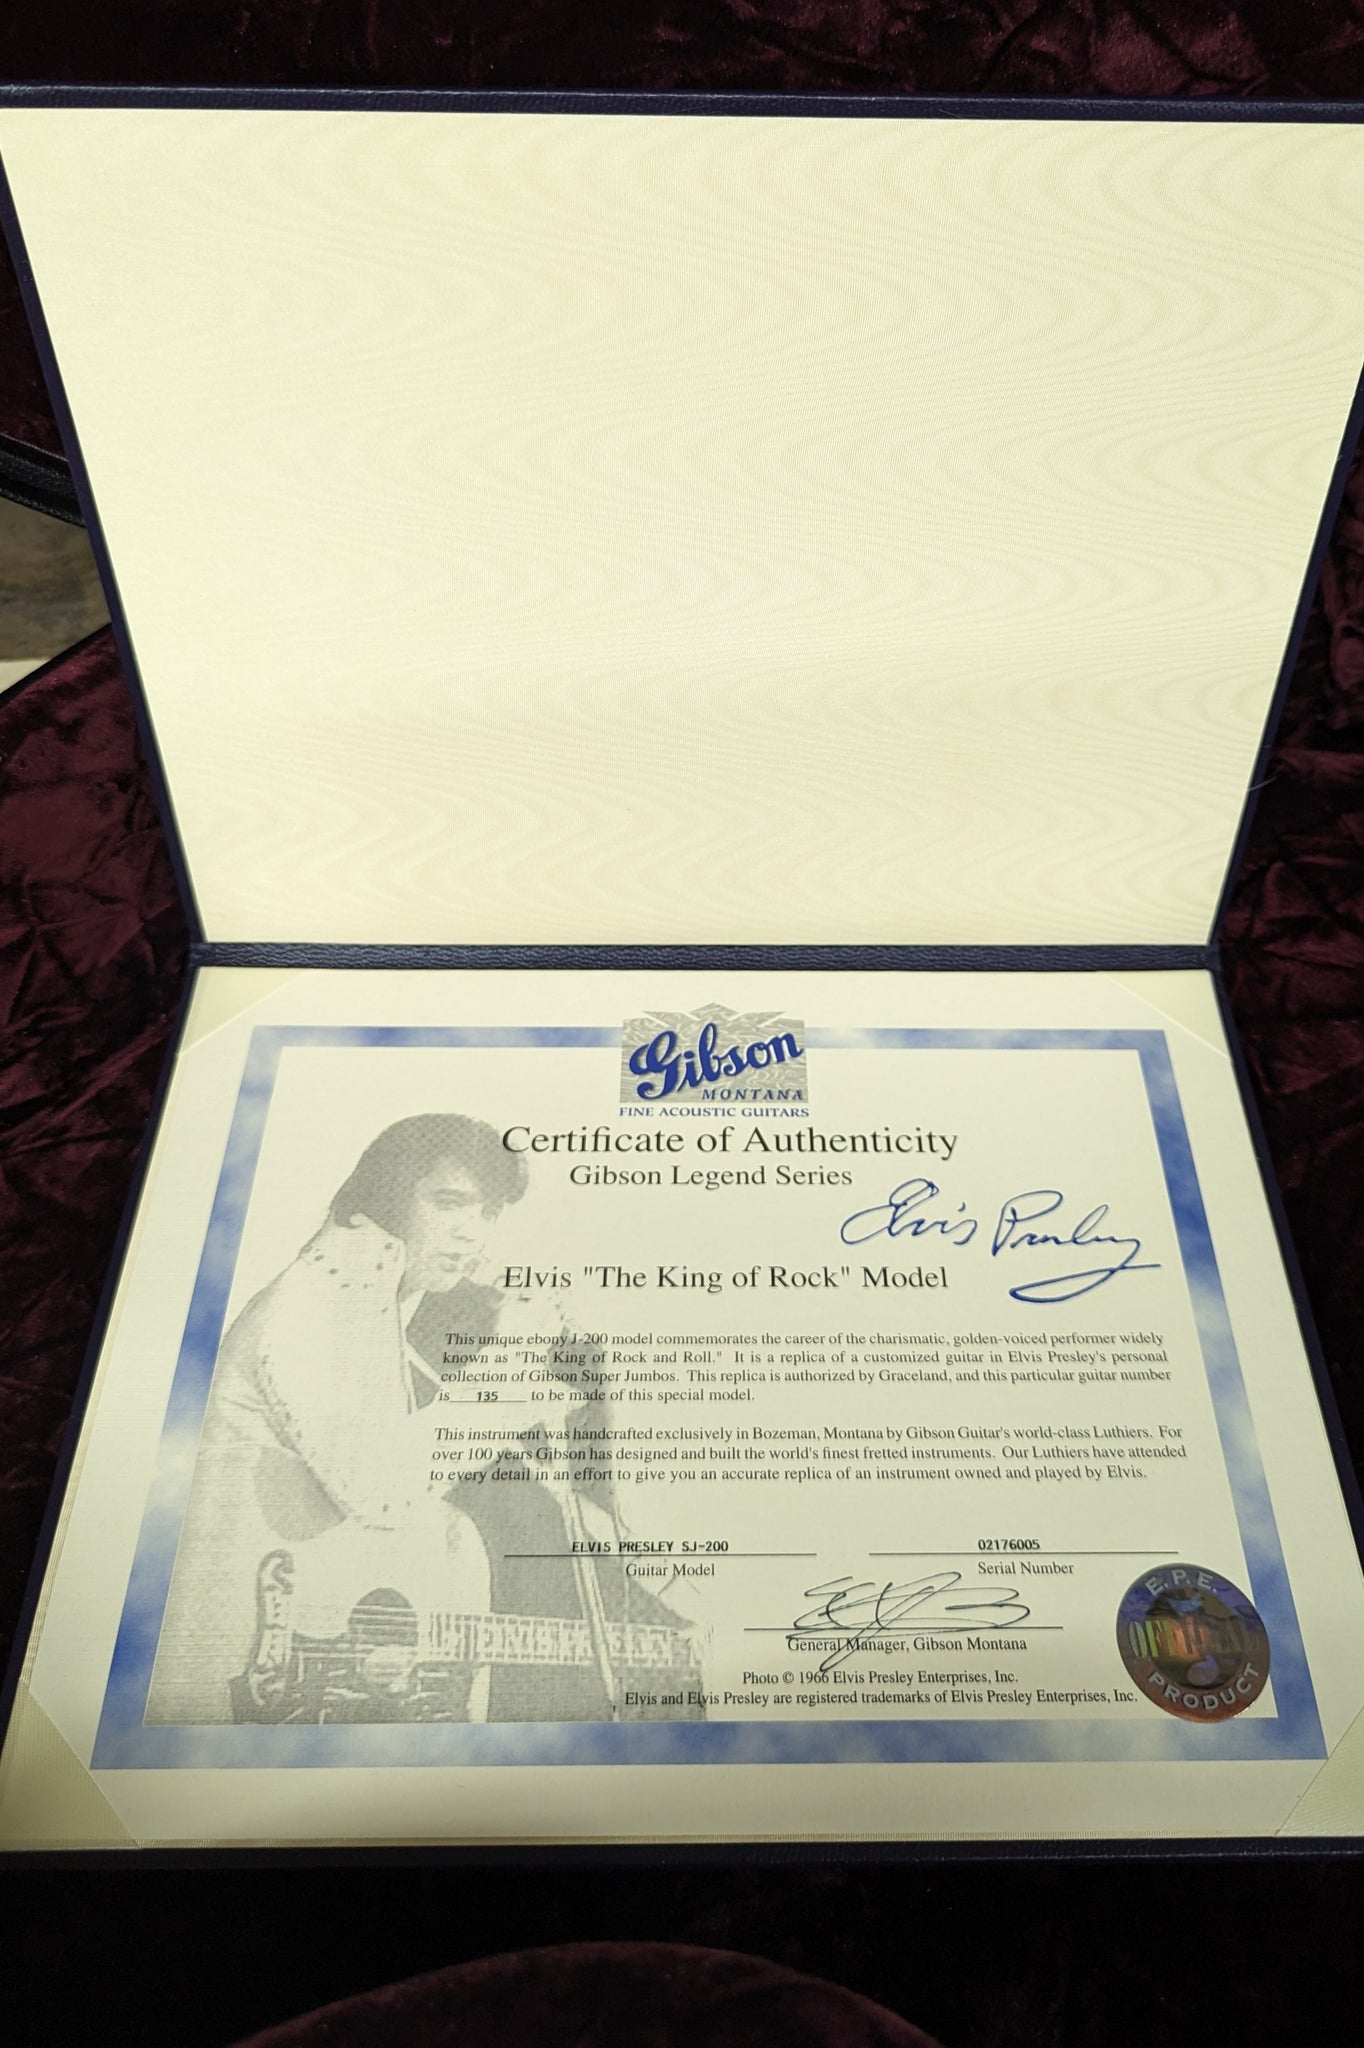 Gibson
MONTANA
FINE ACOUSTIC GUITARS
Certificate of Authenticity
Gibson Legend Series
Elvis Presley
Elvis "The King of Rock" Model
This unique ebony J-200 model commemorates the career of the charismatic, golden-voiced performer widely
known as "The King of Rock and Roll." It is a replica of a customized guitar in Elvis Presley's personal
collection of Gibson Super Jumbos. This replica is authorized by Graceland, and this particular guitar number
is 135 to be made of this special model.
This instrument was handcrafted exclusively in Bozeman, Montana by Gibson Guitar's world-class Luthiers. For
over 100 years Gibson has designed and built the world's finest fretted instruments. Our Luthiers have attended
to every detail in an effort to give you an accurate replica of an instrument owned and played by Elvis.
ELVIS PRESLEY SJ-200 02176005
Guitar Model Serial Number
General Manager, Gibson Montana
Photo © 1966 Elvis Presley Enterprises, Inc.
Elvis and Elvis Presley are registered trademarks of Elvis Presley Enterprises, Inc.
E.P.E.
OFFICIAL
PRODUCT